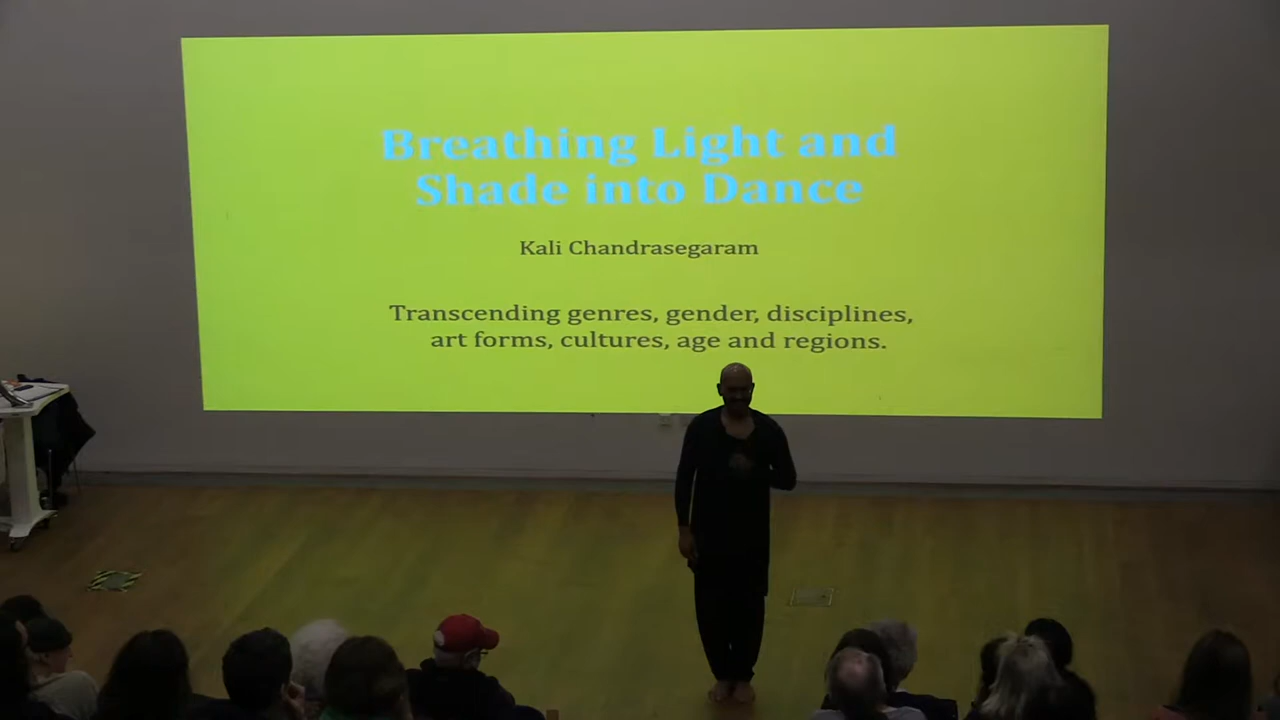 Breathing Light and
Shade into Dance
Kali Chandrasegaram
Transcending genres, gender, disciplines,
art forms, cultures, age and regions.